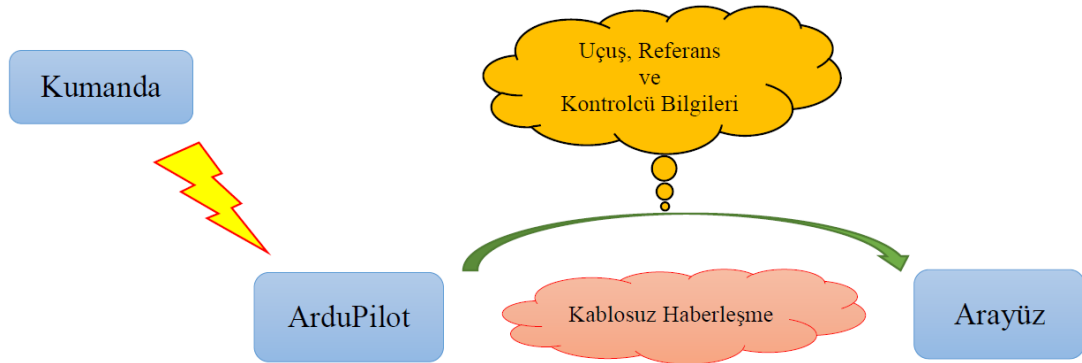 Kumanda
Uçuş, Referans
ve
Kontrolcü Bilgileri
ArduPilot
Kablosuz Haberleşme
Arayüz